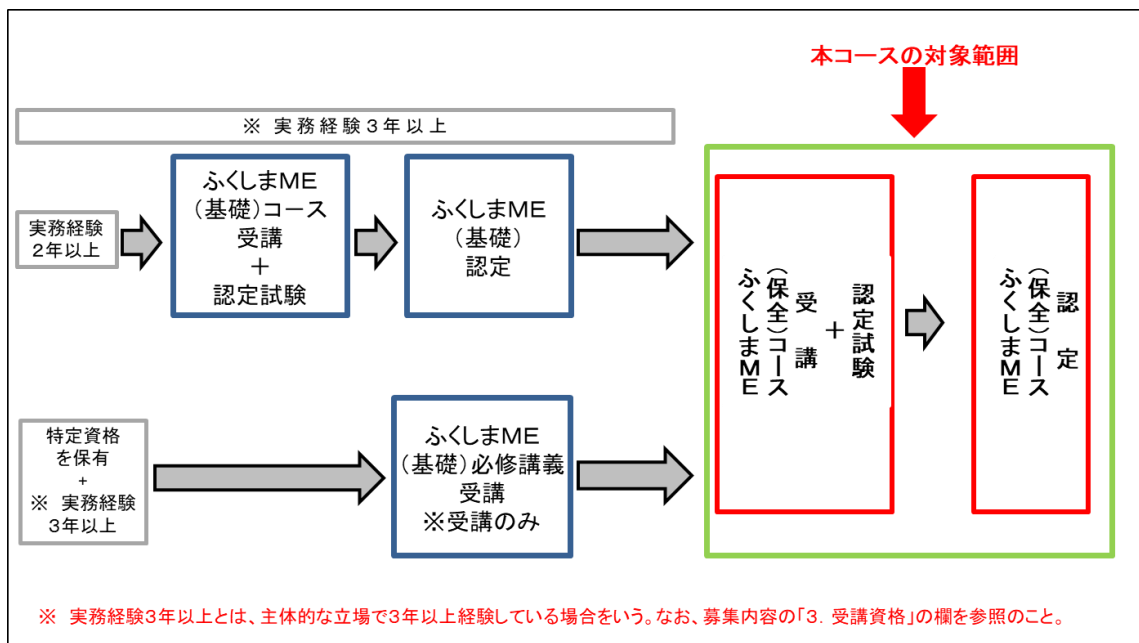 本コースの対象範囲
※ 実務経験３年以上
実務経験
２年以上
ふくしまＭＥ
（基礎）コース
受講
＋
認定試験
ふくしまＭＥ
（基礎）
認定
特定資格
を保有
+
※ 実務経験
３年以上
ふくしまＭＥ
（基礎）必修講義
受講
※受講のみ
ふくしまＭＥ
（保全）コース
受講
＋
認定試験
ふくしまＭＥ
（保全）コース
認定
※ 実務経験３年以上とは、主体的な立場で３年以上経験している場合をいう。なお、募集内容の「３．受講資格」の欄を参照のこと。